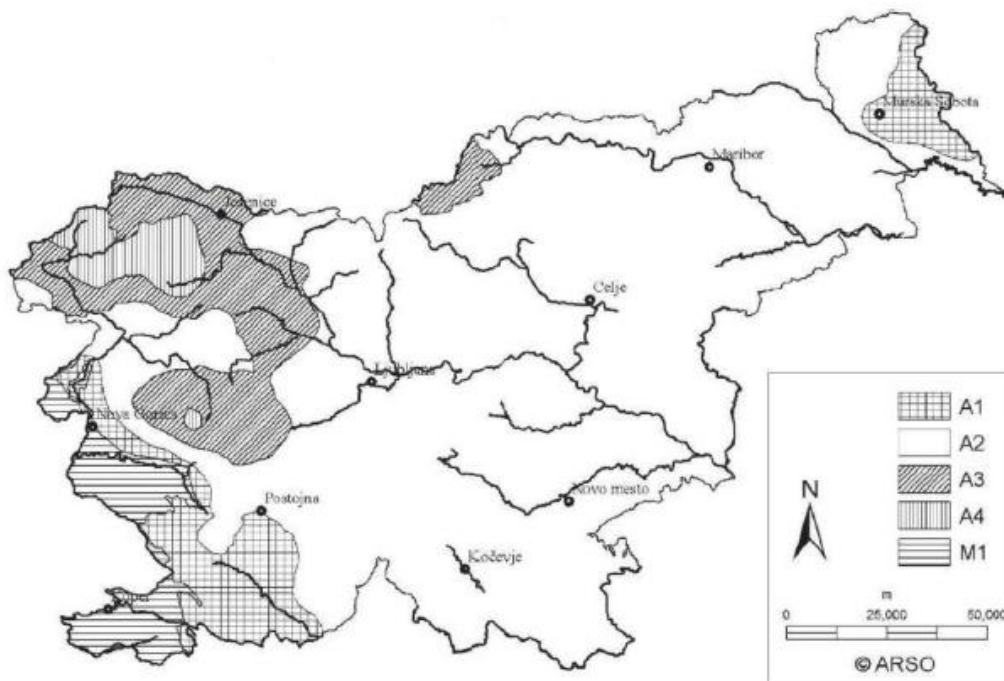 Murska Sobota
Maribor
Jesenice
Celje
Ljubljana
Nova Gorica
Postojna
Novo mesto
Kočevje
A1
A2
A3
A4
M1
N
m
0 25,000 50,000
© ARSO